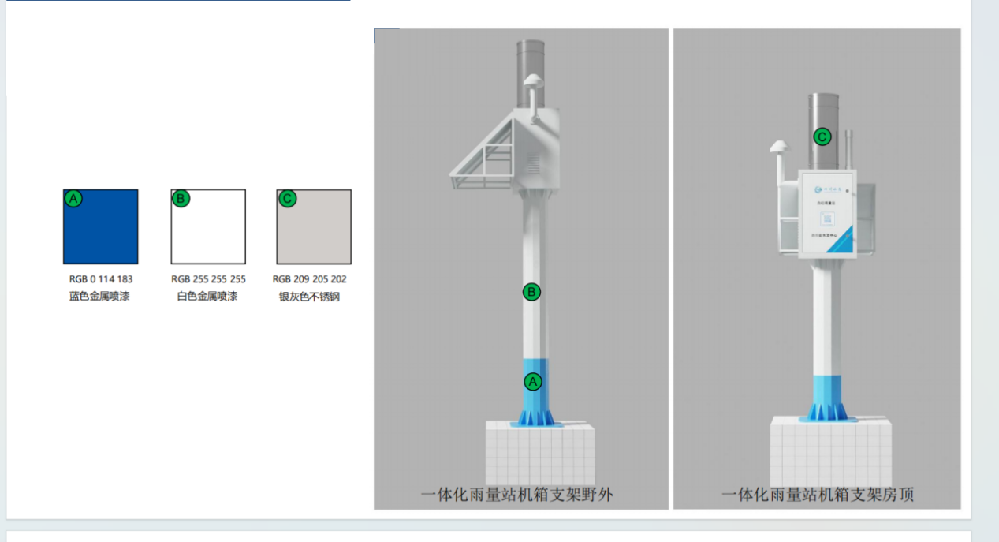 A
B
C
RGB 0 114 183
RGB 255 255 255
RGB 209 205 202
蓝色金属喷漆
白色金属喷漆
银灰色不锈钢
B
A
一体化雨量站机箱支架野外
C
一体化雨量站机箱支架房顶